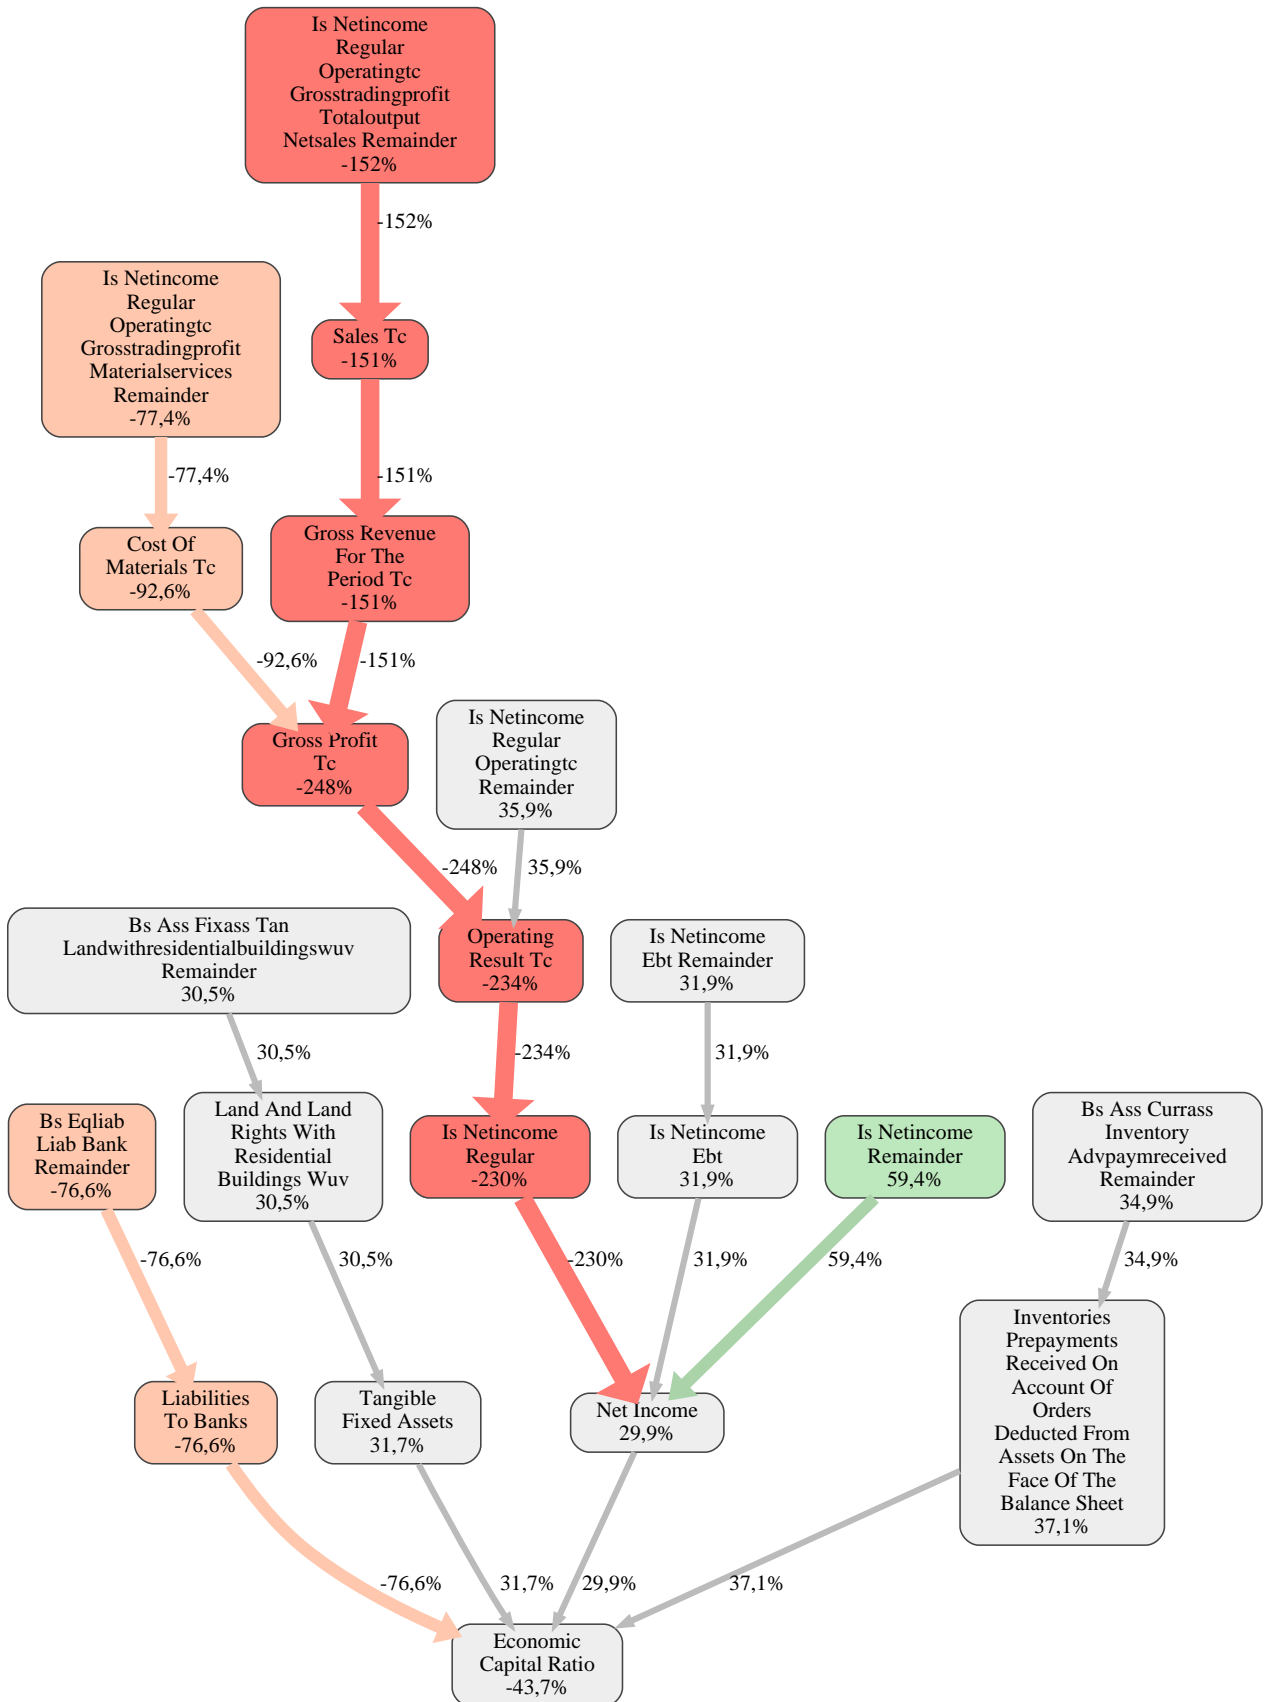 Is Netincome
Regular
Operatingtc
Grosstradingprofit
Totaloutput
Netsales Remainder
-152%
-152%
Is Netincome
Regular
Operatingtc
Grosstradingprofit
Materialservices
Remainder
-77,4%
Sales Tc
-151%
-77,4%
-151%
Cost Of
Materials Tc
-92,6%
Gross Revenue
For The
Period Tc
-151%
-92,6%
-151%
Gross Profit
Tc
-248%
Is Netincome
Regular
Operatingtc
Remainder
35,9%
-248%
35,9%
Bs Ass Fixass Tan
Landwithresidentialbuildingswuv
Remainder
30,5%
Operating
Result Tc
-234%
Is Netincome
Ebt Remainder
31,9%
30,5%
-234%
31,9%
Bs Eqliab
Liab Bank
Remainder
-76,6%
Land And Land
Rights With
Residential
Buildings Wuv
30,5%
Is Netincome
Regular
-230%
Is Netincome
Ebt
31,9%
Is Netincome
Remainder
59,4%
Bs Ass Currass
Inventory
Advpaymreceived
Remainder
34,9%
-76,6%
30,5%
-230%
31,9%
59,4%
34,9%
Liabilities
To Banks
-76,6%
Tangible
Fixed Assets
31,7%
Net Income
29,9%
Inventories
Prepayments
Received On
Account Of
Orders
Deducted From
Assets On The
Face Of The
Balance Sheet
37,1%
-76,6%
31,7%
29,9%
37,1%
Economic
Capital Ratio
-43,7%